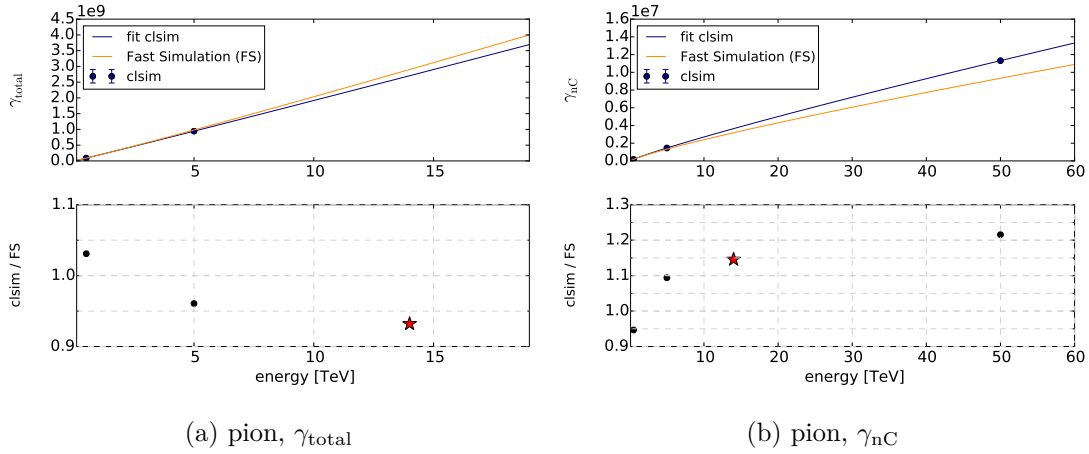 1e9
4.5
4.0
3.5
3.0
2.5
2.0
1.5
1.0
0.5
0.0
γtotal
fit clsim
Fast Simulation (FS)
clsim
5 10 15
1.1
1.0
0.9
clsim / FS
5 10 15
energy [TeV]
(a) pion, γtotal
1e7
1.6
1.4
1.2
1.0
0.8
0.6
0.4
0.2
0.0
γnC
fit clsim
Fast Simulation (FS)
clsim
10 20 30 40 50 60
1.3
1.2
1.1
1.0
0.9
clsim / FS
10 20 30 40 50 60
energy [TeV]
(b) pion, γnC